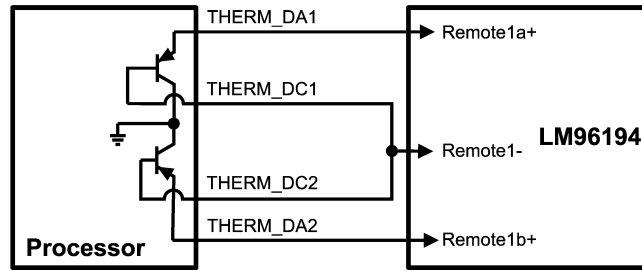 THERM_DA1
Remote1a+
THERM_DC1
LM96194
Remote1-
THERM_DC2
THERM_DA2
Remote1b+
Processor